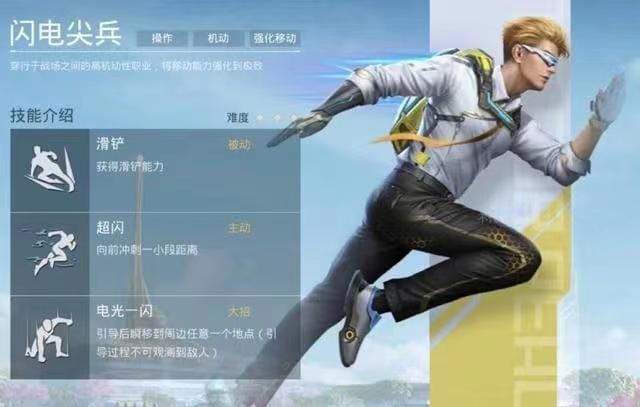 闪电尖兵
操作 机动 强化移动
穿行于战场之间的高机动性职业，将移动能力强化到极致
技能介绍 难度
滑铲 被动
获得滑铲能力
超闪 主动
向前冲刺一小段距离
电光一闪 大招
引导后瞬移到周边任意一个地点（引
导过程不可观测到敌人）